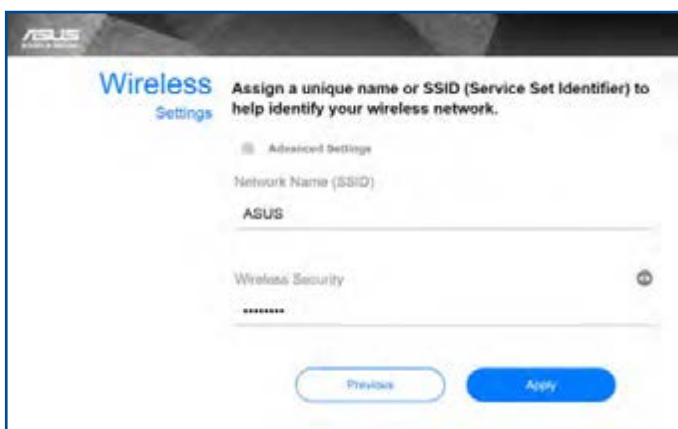 ASUS
Wireless
Settings
Assign a unique name or SSID (Service Set Identifier) to
help identify your wireless network.
Advanced Settings
Network Name (SSID)
ASUS
Wireless Security
••••••••
Previous
Apply